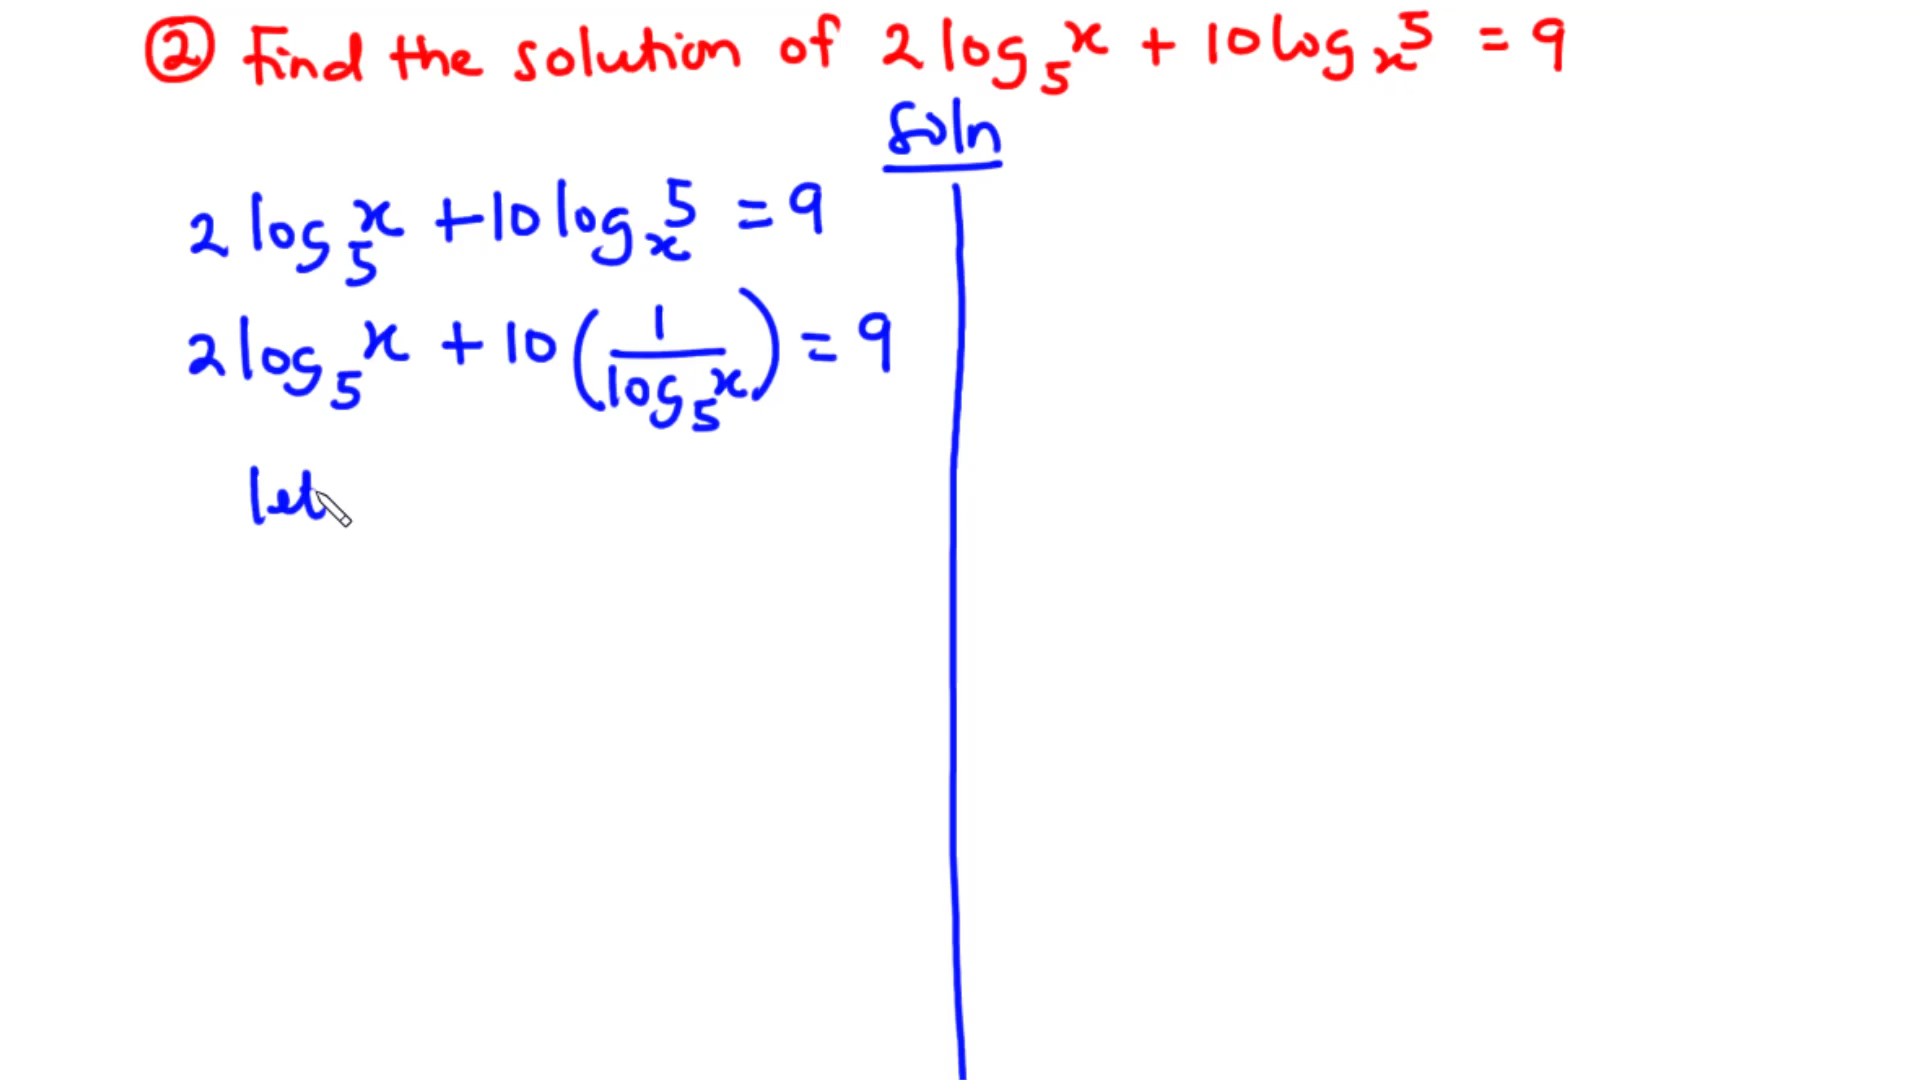 ② Find the solution of 2log₅x + 10logₓ5 = 9
Soln
2log₅x + 10logₓ5 = 9
2log₅x + 10(1/log₅x) = 9
let